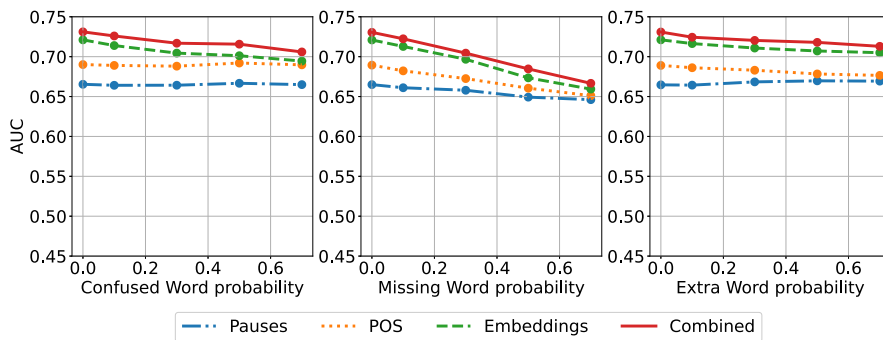 0.75 0.75 0.75
0.70 0.70 0.70
0.65 0.65 0.65
0.60 0.60 0.60
AUC
0.55 0.55 0.55
0.50 0.50 0.50
0.45 0.45 0.45
0.0 0.2 0.4 0.6 0.0 0.2 0.4 0.6 0.0 0.2 0.4 0.6
Confused Word probability Missing Word probability Extra Word probability
Pauses POS Embeddings Combined